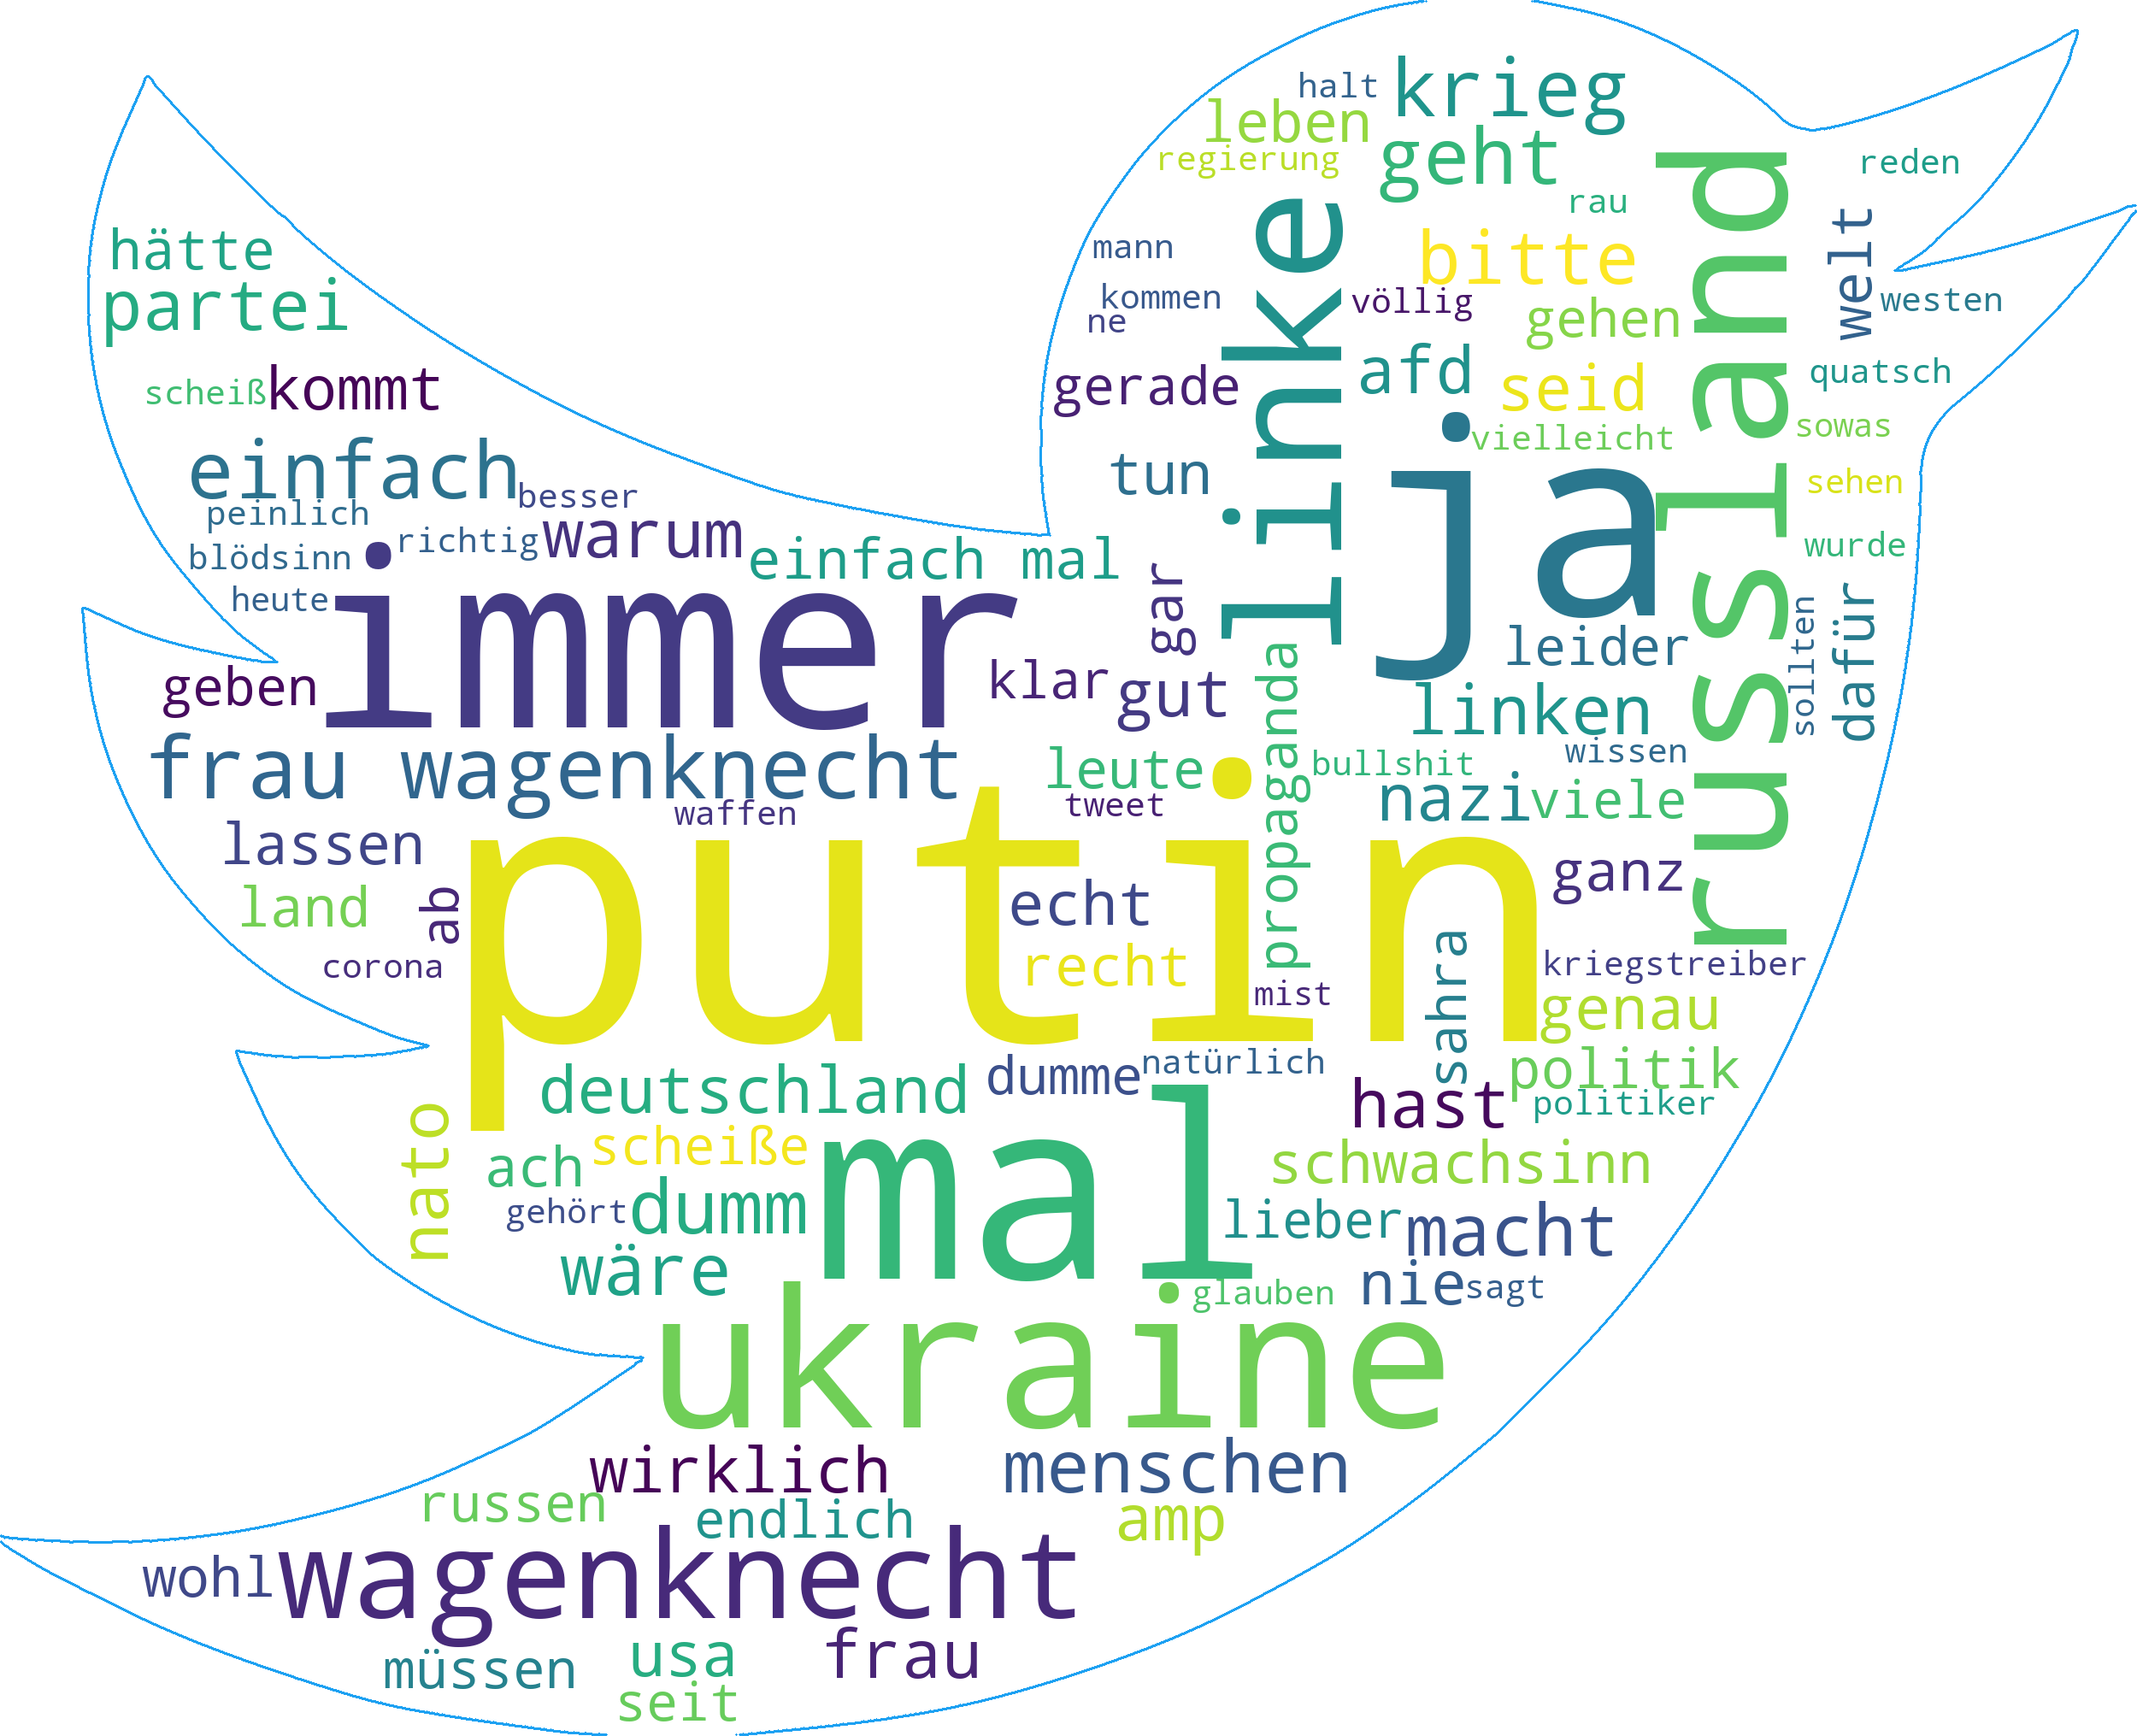 halt
krieg
leben
geht
regierung
reden
rau
russland
welt
linke
hätte
mann
bitte
partei
kommen
völlig
westen
ne
gehen
scheiß
kommt
gerade
afd
seid
quatsch
vielleicht
sowas
einfach
tun
ja
besser
sehen
peinlich
richtig
warum
blödsinn
einfach mal
wurde
heute
immer
gar
sollten
dafür
geben
klar
gut
leider
linken
frau wagenknecht
leute
propaganda
bullshit
wissen
waffen
tweet
nazi
viele
lassen
putin
ganz
land
ab
echt
corona
recht
mist
sahra
kriegstreiber
genau
deutschland
dumme
natürlich
politik
nato
hast
politiker
ach
scheiße
mal
schwachsinn
gehört
dumm
lieber
macht
wäre
glauben
nie
sagt
ukraine
wirklich
menschen
russen
endlich
amp
wohl
wagenknecht
müssen
usa
frau
seit